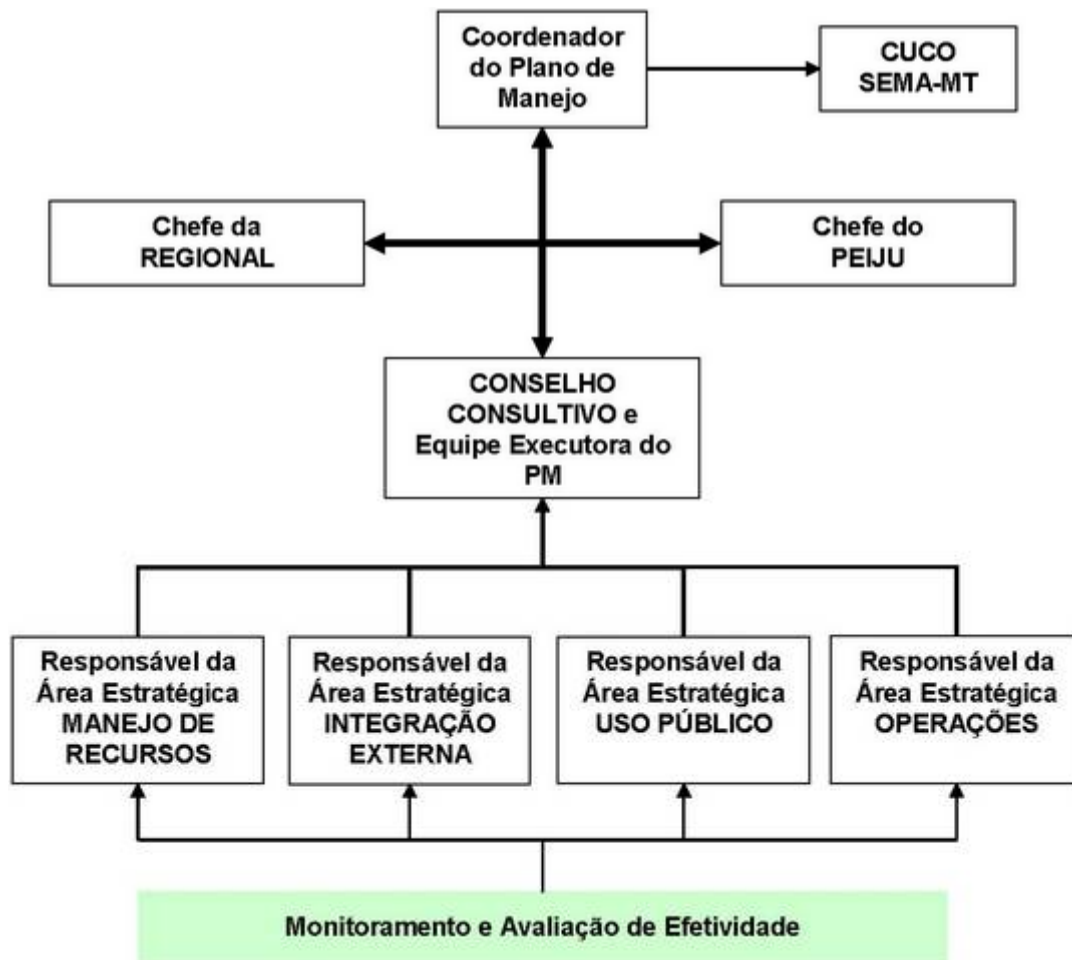 Coordenador
do Plano de
Manejo
CUCO
SEMA-MT
Chefe da
REGIONAL
Chefe do
PEIJU
CONSELHO
CONSULTIVO e
Equipe Executora do
PM
Responsável da
Área Estratégica
MANEJO DE
RECURSOS
Responsável da
Área Estratégica
INTEGRAÇÃO
EXTERNA
Responsável da
Área Estratégica
USO PÚBLICO
Responsável da
Área Estratégica
OPERAÇÕES
Monitoramento e Avaliação de Efetividade